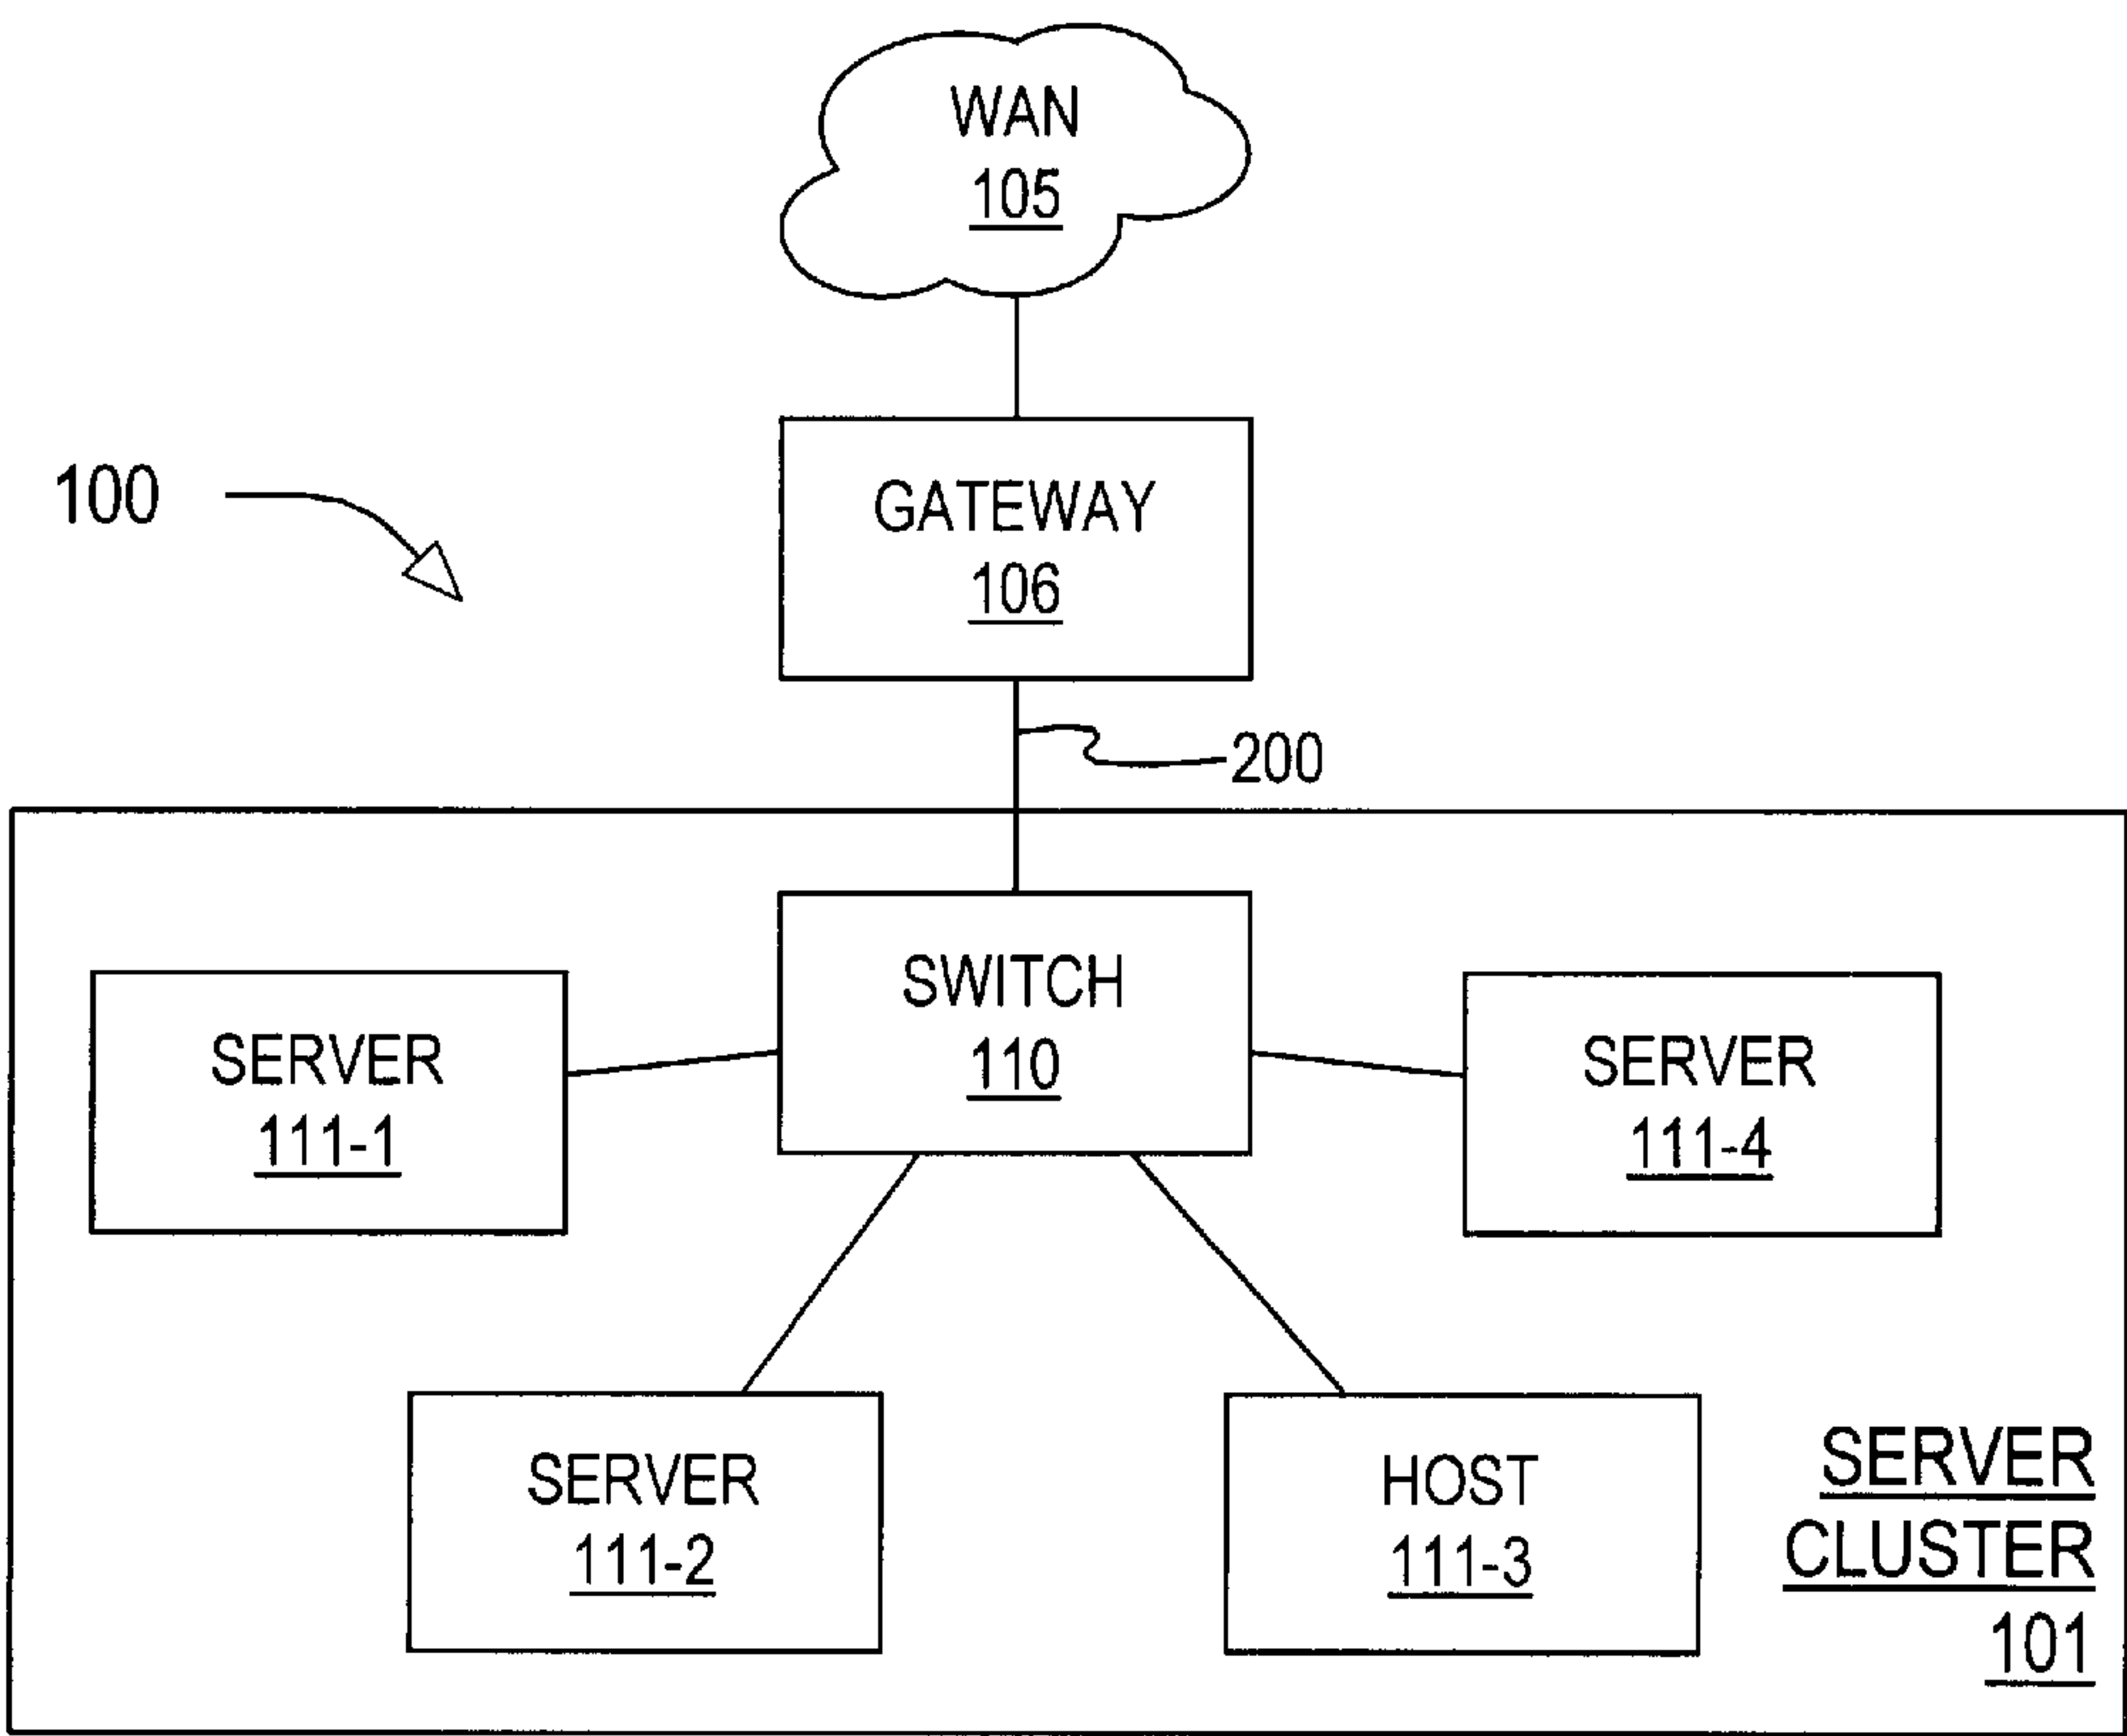 WAN
105
100
GATEWAY
106
200
SWITCH
110
SERVER
111-1
SERVER
111-4
SERVER
111-2
HOST
111-3
SERVER
CLUSTER
101